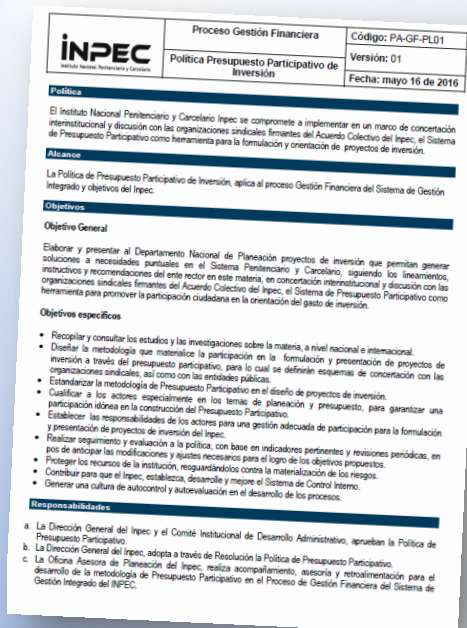 INPEC
Instituto Nacional Penitenciario y Carcelario
Proceso Gestión Financiera
Política Presupuesto Participativo de
Inversión
Código: PA-GF-PL01
Versión: 01
Fecha: mayo 16 de 2016
Política
El Instituto Nacional Penitenciario y Carcelario Inpec se compromete a implementar en un marco de concertación
interinstitucional y discusión con las organizaciones sindicales firmantes del Acuerdo Colectivo del Inpec, el Sistema
de Presupuesto Participativo como herramienta para la formulación y orientación de proyectos de inversión.
Alcance
La Política de Presupuesto Participativo de Inversión, aplica al proceso Gestión Financiera del Sistema de Gestión
Integrado y objetivos del Inpec.
Objetivos
Objetivo General
Elaborar y presentar al Departamento Nacional de Planeación proyectos de inversión que permitan generar
soluciones a necesidades puntuales en el Sistema Penitenciario y Carcelario, siguiendo los lineamientos,
instructivos y recomendaciones del ente rector en esta materia, en concertación interinstitucional y discusión con las
organizaciones sindicales firmantes del Acuerdo Colectivo del Inpec, el Sistema de Presupuesto Participativo como
herramienta para promover la participación ciudadana en la orientación del gasto de inversión.
Objetivos específicos
• Recopilar y consultar los estudios y las investigaciones sobre la materia, a nivel nacional e internacional.
• Diseñar la metodología que materialice la participación en la formulación y presentación de proyectos de
inversión a través del presupuesto participativo, para lo cual se definirán esquemas de concertación con las
organizaciones sindicales, así como con las entidades públicas.
• Estandarizar la metodología de Presupuesto Participativo en el diseño de proyectos de inversión.
• Cualificar a los actores especialmente en los temas de planeación y presupuesto, para garantizar una
participación idónea en la construcción del Presupuesto Participativo.
• Establecer las responsabilidades de los actores para una gestión adecuada de participación para la formulación
y presentación de proyectos de inversión del Inpec.
• Realizar seguimiento y evaluación a la política, con base en indicadores pertinentes y revisiones periódicas, en
pos de anticipar las modificaciones y ajustes necesarios para el logro de los objetivos propuestos.
• Proteger los recursos de la institución, resguardándolos contra la materialización de los riesgos.
• Contribuir para que el Inpec, establezca, desarrolle y mejore el Sistema de Control Interno.
• Generar una cultura de autocontrol y autoevaluación en el desarrollo de los procesos.
Responsabilidades
a. La Dirección General del Inpec y el Comité Institucional de Desarrollo Administrativo, aprueban la Política de
Presupuesto Participativo.
b. La Dirección General del Inpec, adopta a través de Resolución la Política de Presupuesto Participativo.
c. La Oficina Asesora de Planeación del Inpec, realiza acompañamiento, asesoría y retroalimentación para el
desarrollo de la metodología de Presupuesto Participativo en el Proceso de Gestión Financiera del Sistema de
Gestión Integrado del INPEC.